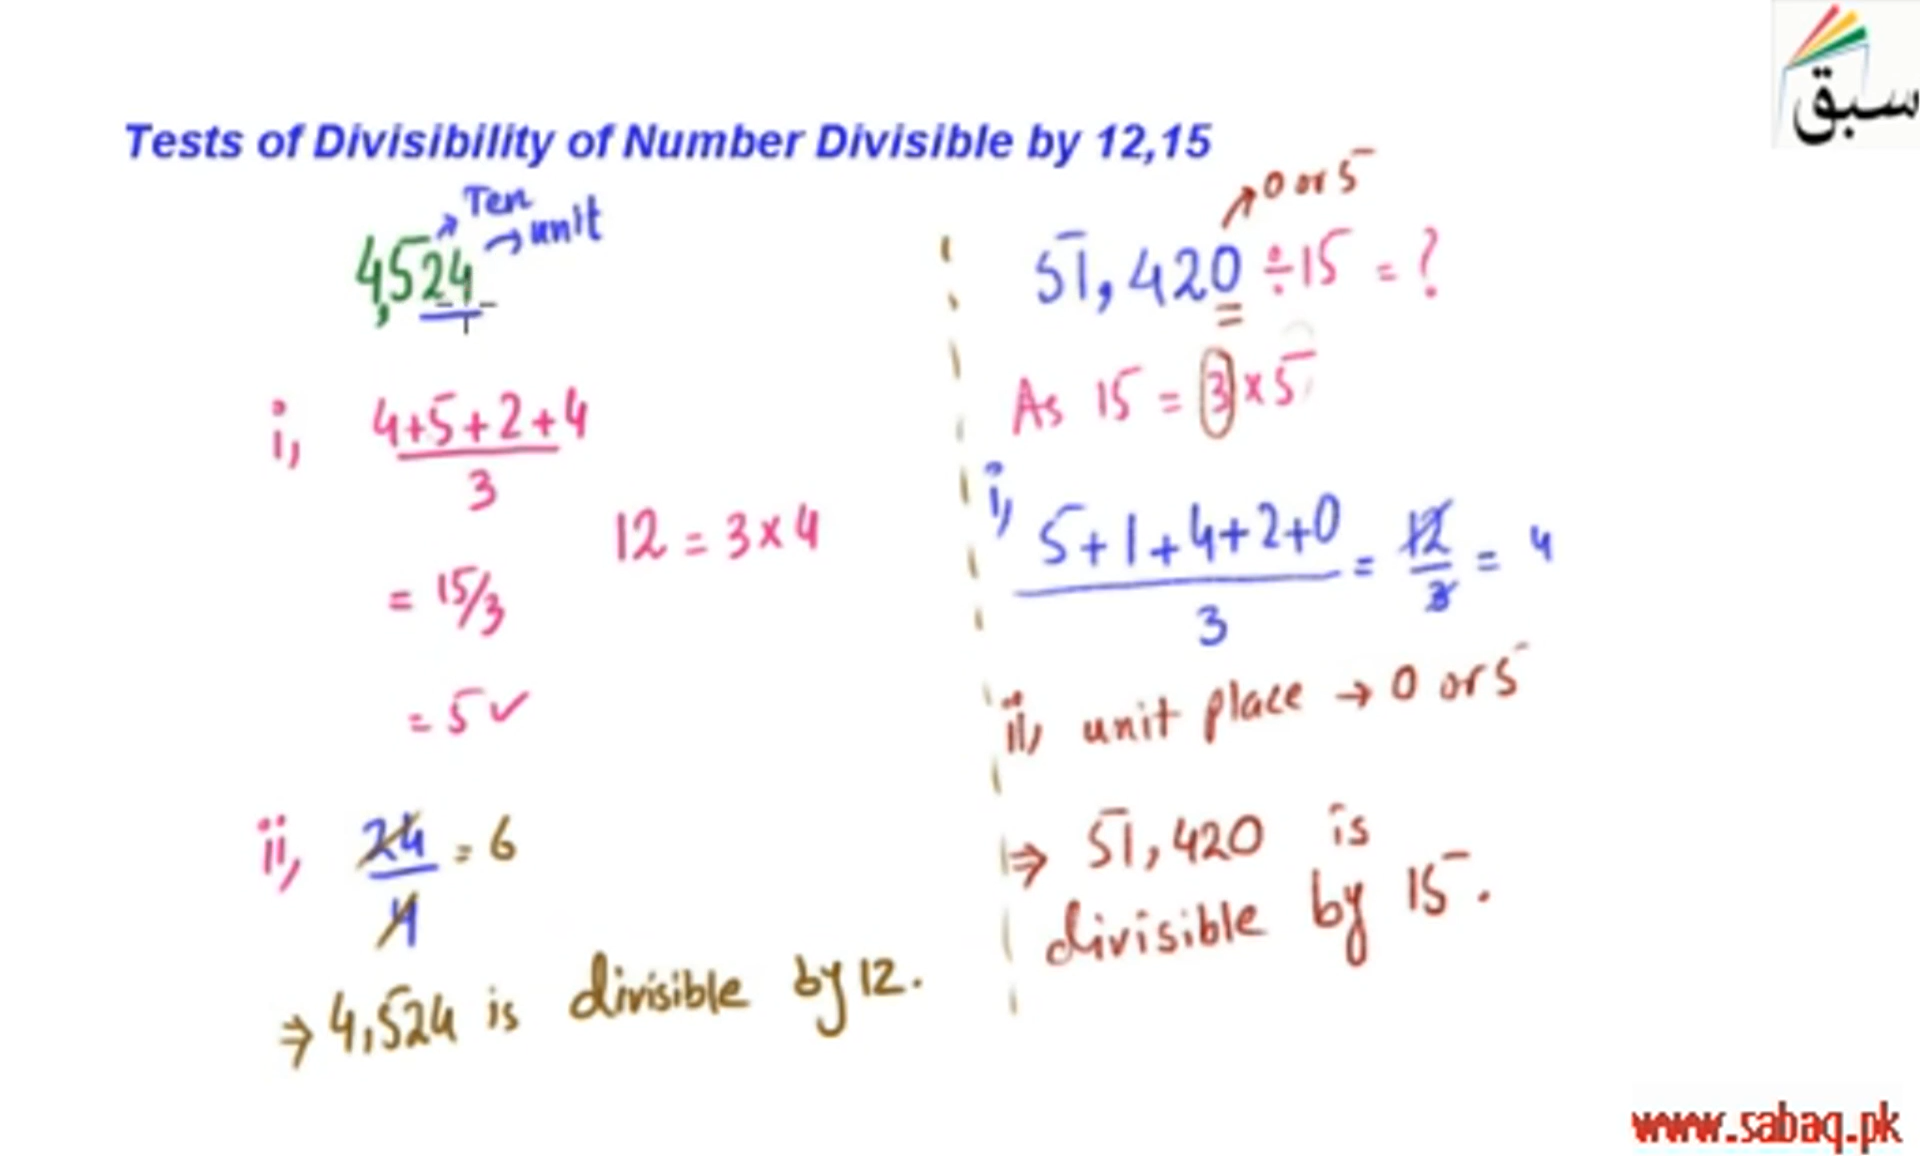 سبق
Tests of Divisibility of Number Divisible by 12,15
Ten
unit
4,524
i, 4+5+2+4
3
12 = 3 x 4
= 15/3
= 5 ✓
ii, 24 = 6
4
⇒ 4,524 is divisible by 12.
0 or 5
51,420 ÷ 15 = ?
As 15 = 3 x 5
i, 5+1+4+2+0 = 12 = 4
3 3
ii, unit place → 0 or 5
⇒ 51,420 is
divisible by 15.
www.sabaq.pk